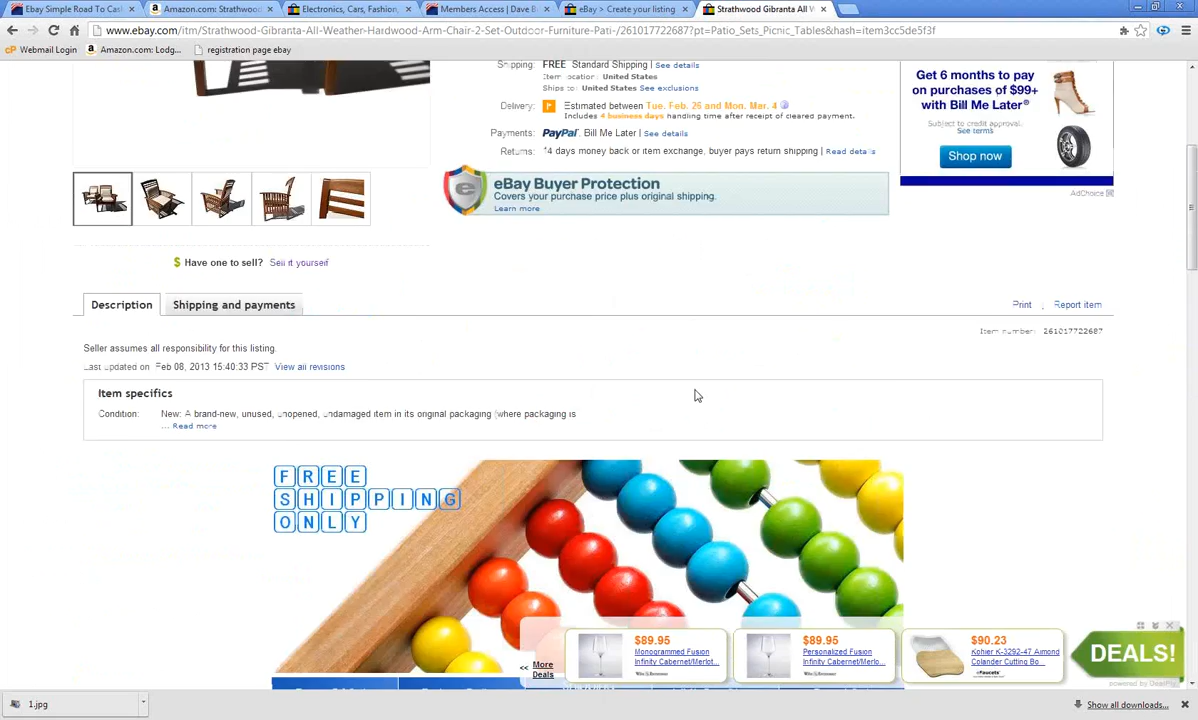 Ebay Simple Road To Cas
Amazon.com: Strathwood
Electronics, Cars, Fashion,
Members Access | Dave B
eBay > Create your listing
Strathwood Gibranta All W
www.ebay.com/itm/Strathwood-Gibranta-All-Weather-Hardwood-Arm-Chair-2-Set-Outdoor-Furniture-Pati-/261017722687?pt=Patio_Sets_Picnic_Tables&hash=item3cc5de5f3f
Webmail Login
Amazon.com: Lodg...
registration page ebay
Shipping: FREE Standard Shipping | See details
Item location: United States
Ships to: United States See exclusions
Delivery: Estimated between Tue. Feb. 26 and Mon. Mar. 4
Includes 4 business days handling time after receipt of cleared payment.
Payments: PayPal, Bill Me Later | See details
Returns: 14 days money back or item exchange, buyer pays return shipping | Read details
Get 6 months to pay
on purchases of $99+
with Bill Me Later®
Subject to credit approval.
See terms
Shop now
AdChoice
eBay Buyer Protection
Covers your purchase price plus original shipping.
Learn more
$ Have one to sell? Sell it yourself
Description
Shipping and payments
Print
Report item
Item number: 261017722687
Seller assumes all responsibility for this listing.
Last updated on Feb 08, 2013 15:40:33 PST View all revisions
Item specifics
Condition: New: A brand-new, unused, unopened, undamaged item in its original packaging (where packaging is
... Read more
FREE
SHIPPING
ONLY
<< More
Deals
$89.95
Monogrammed Fusion
Infinity Cabernet/Merlot...
$89.95
Personalized Fusion
Infinity Cabernet/Merlo...
$90.23
Kohler K-3292-47 Almond
Colander Cutting Bo...
eFaucets
DEALS!
1.jpg
Show all downloads...